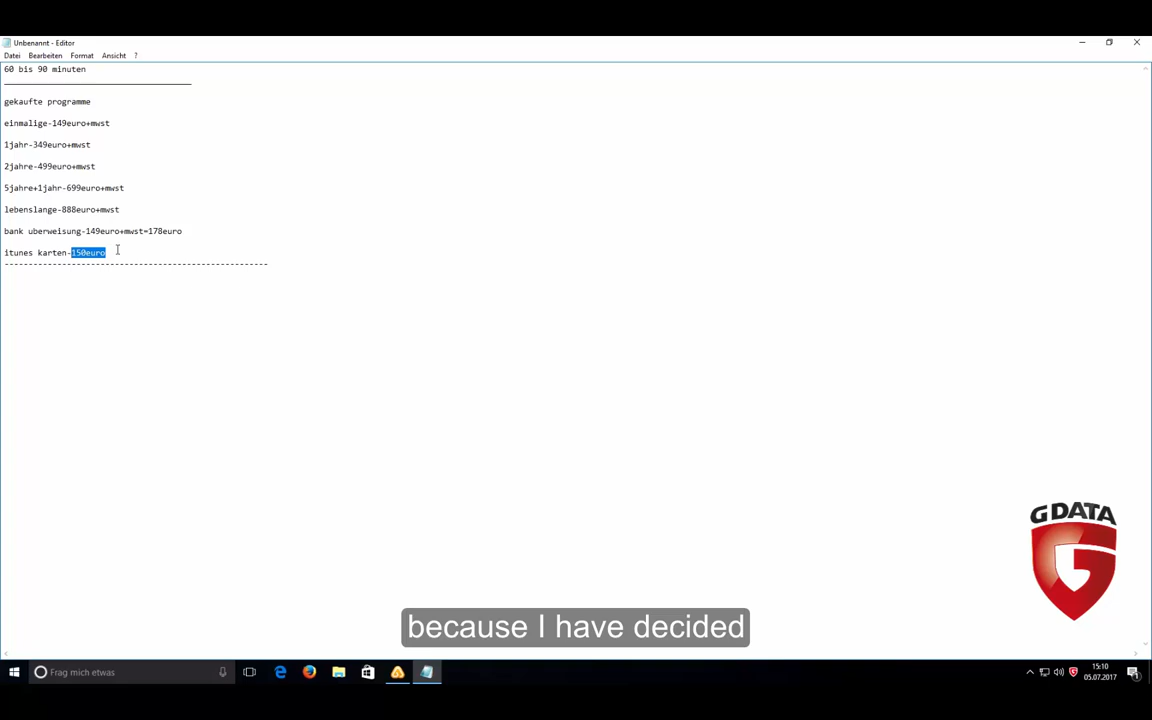 Unbenannt - Editor
Datei Bearbeiten Format Ansicht ?
60 bis 90 minuten
gekaufte programme
einmalige-149euro+mwst
1jahr-349euro+mwst
2jahre-499euro+mwst
5jahre+1jahr-699euro+mwst
lebenslange-888euro+mwst
bank uberweisung-149euro+mwst=178euro
itunes karten-150euro
G DATA
because I have decided
Frag mich etwas
15:10
05.07.2017